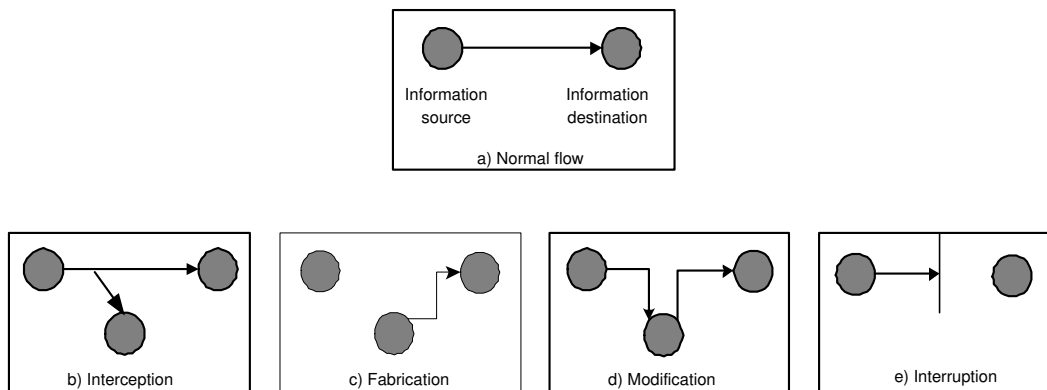 Information
source
Information
destination
a) Normal flow
b) Interception
c) Fabrication
d) Modification
e) Interruption